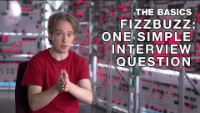 THE BASICS
FIZZBUZZ:
ONE SIMPLE
INTERVIEW
QUESTION